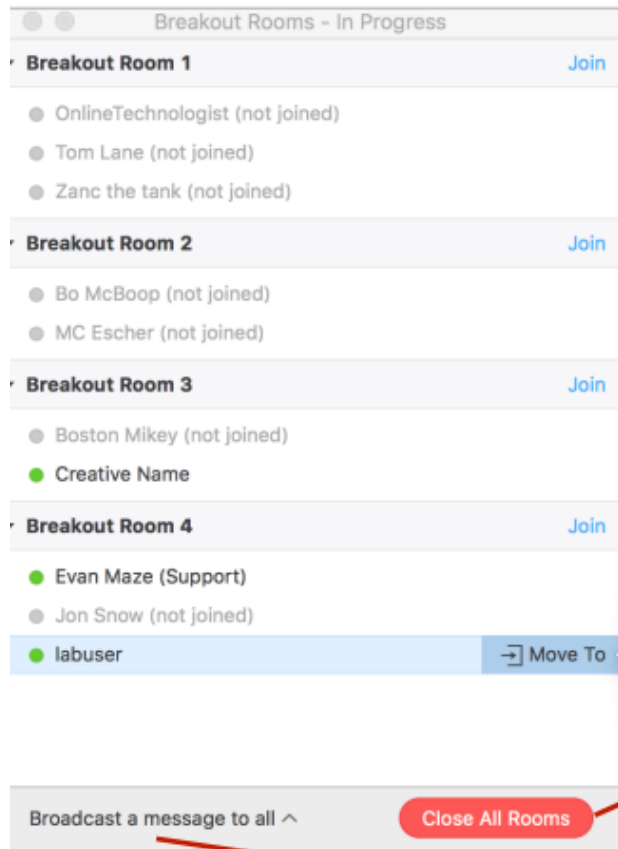 Breakout Rooms - In Progress
Breakout Room 1 Join
OnlineTechnologist (not joined)
Tom Lane (not joined)
Zanc the tank (not joined)
Breakout Room 2 Join
Bo McBoop (not joined)
MC Escher (not joined)
Breakout Room 3 Join
Boston Mikey (not joined)
Creative Name
Breakout Room 4 Join
Evan Maze (Support)
Jon Snow (not joined)
labuser Move To
Broadcast a message to all Close All Rooms